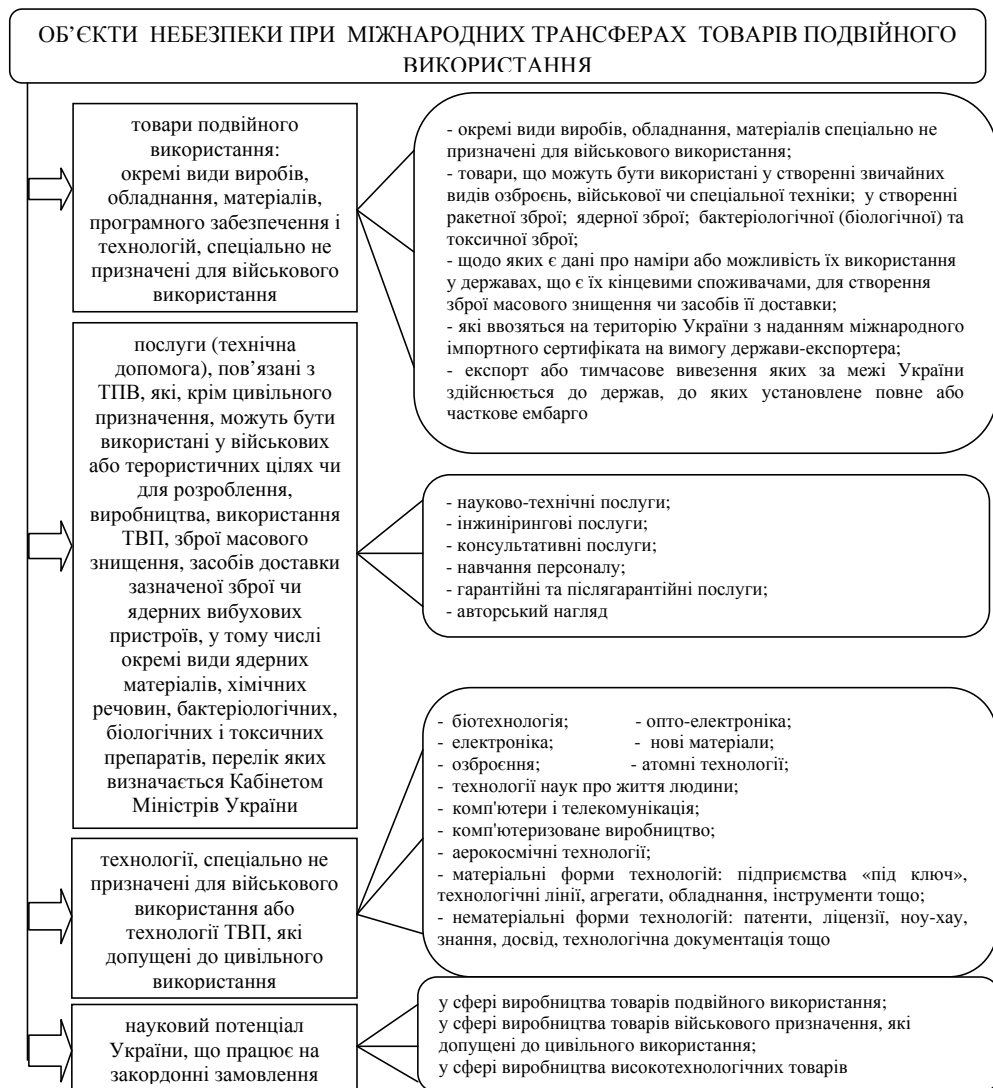 ОБ’ЄКТИ НЕБЕЗПЕКИ ПРИ МІЖНАРОДНИХ ТРАНСФЕРАХ ТОВАРІВ ПОДВІЙНОГО
ВИКОРИСТАННЯ
товари подвійного
використання:
окремі види виробів,
обладнання, матеріалів,
програмного забезпечення і
технологій, спеціально не
призначені для військового
використання
- окремі види виробів, обладнання, матеріалів спеціально не
призначені для військового використання;
- товари, що можуть бути використані у створенні звичайних
видів озброєнь, військової чи спеціальної техніки; у створенні
ракетної зброї; ядерної зброї; бактеріологічної (біологічної) та
токсичної зброї;
- щодо яких є дані про наміри або можливість їх використання
у державах, що є їх кінцевими споживачами, для створення
зброї масового знищення чи засобів її доставки;
- які ввозяться на територію України з наданням міжнародного
імпортного сертифіката на вимогу держави-експортера;
- експорт або тимчасове вивезення яких за межі України
здійснюється до держав, до яких установлене повне або
часткове ембарго
послуги (технічна
допомога), пов’язані з
ТПВ, які, крім цивільного
призначення, можуть бути
використані у військових
або терористичних цілях чи
для розроблення,
виробництва, використання
ТВП, зброї масового
знищення, засобів доставки
зазначеної зброї чи
ядерних вибухових
пристроїв, у тому числі
окремі види ядерних
матеріалів, хімічних
речовин, бактеріологічних,
біологічних і токсичних
препаратів, перелік яких
визначається Кабінетом
Міністрів України
- науково-технічні послуги;
- інжинірингові послуги;
- консультативні послуги;
- навчання персоналу;
- гарантійні та післягарантійні послуги;
- авторський нагляд
технології, спеціально не
призначені для військового
використання або
технології ТВП, які
допущені до цивільного
використання
- біотехнологія; - опто-електроніка;
- електроніка; - нові матеріали;
- озброєння; - атомні технології;
- технології наук про життя людини;
- комп'ютери і телекомунікація;
- комп'ютеризоване виробництво;
- аерокосмічні технології;
- матеріальні форми технологій: підприємства «під ключ»,
технологічні лінії, агрегати, обладнання, інструменти тощо;
- нематеріальні форми технологій: патенти, ліцензії, ноу-хау,
знання, досвід, технологічна документація тощо
науковий потенціал
України, що працює на
закордонні замовлення
у сфері виробництва товарів подвійного використання;
у сфері виробництва товарів військового призначення, які
допущені до цивільного використання;
у сфері виробництва високотехнологічних товарів